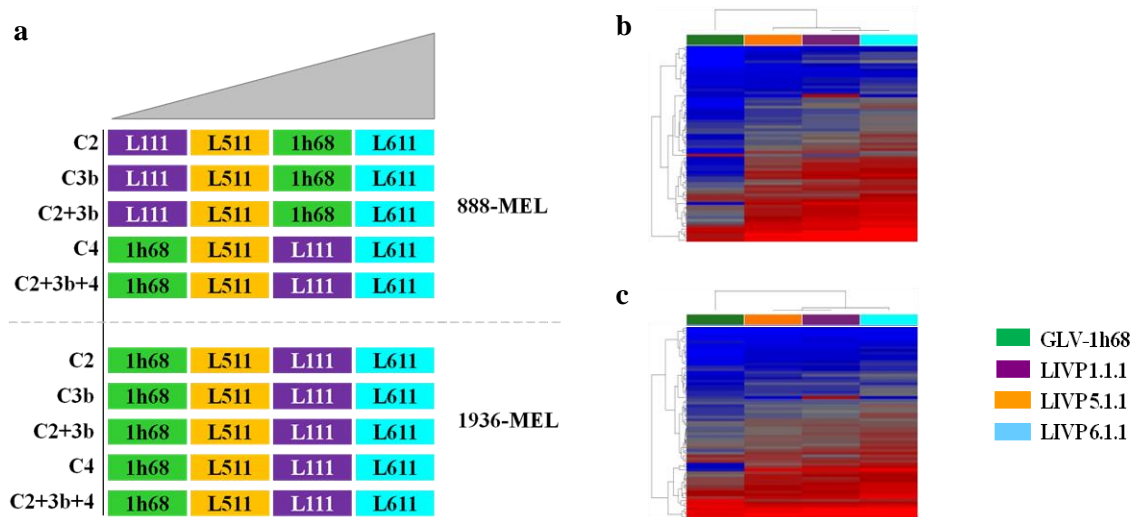 a
C2 L111 L511 1h68 L611
C3b L111 L511 1h68 L611
C2+3b L111 L511 1h68 L611
C4 1h68 L511 L111 L611
C2+3b+4 1h68 L511 L111 L611
888-MEL
C2 1h68 L511 L111 L611
C3b 1h68 L511 L111 L611
C2+3b 1h68 L511 L111 L611
C4 1h68 L511 L111 L611
C2+3b+4 1h68 L511 L111 L611
1936-MEL
b
c
GLV-1h68
LIVP1.1.1
LIVP5.1.1
LIVP6.1.1